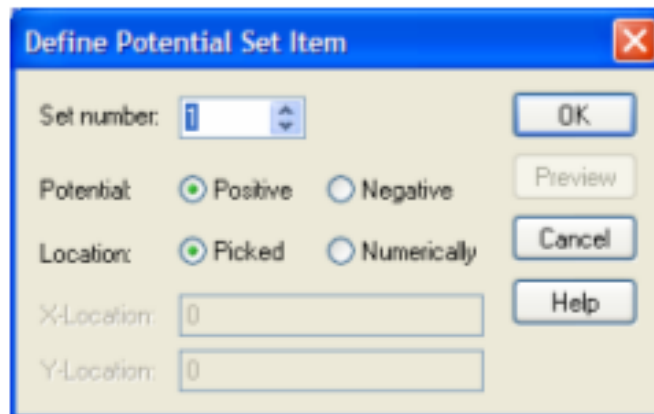 Define Potential Set Item
Set number: 1 OK
Potential: Positive Negative Preview
Location: Picked Numerically Cancel
X-Location: 0 Help
Y-Location: 0